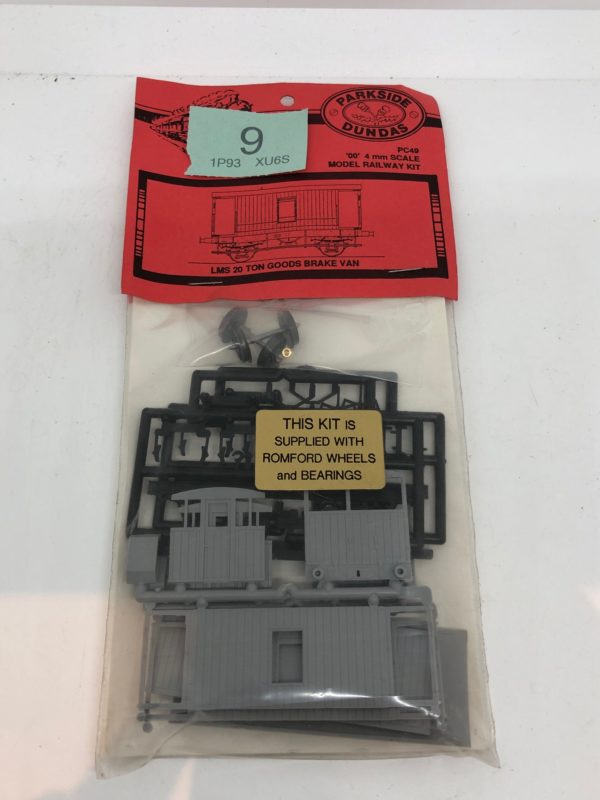 PARKSIDE
DUNDAS
9
1P93 XU6S
PC49
'00' 4 mm SCALE
MODEL RAILWAY KIT
LMS 20 TON GOODS BRAKE VAN
THIS KIT IS
SUPPLIED WITH
ROMFORD WHEELS
and BEARINGS